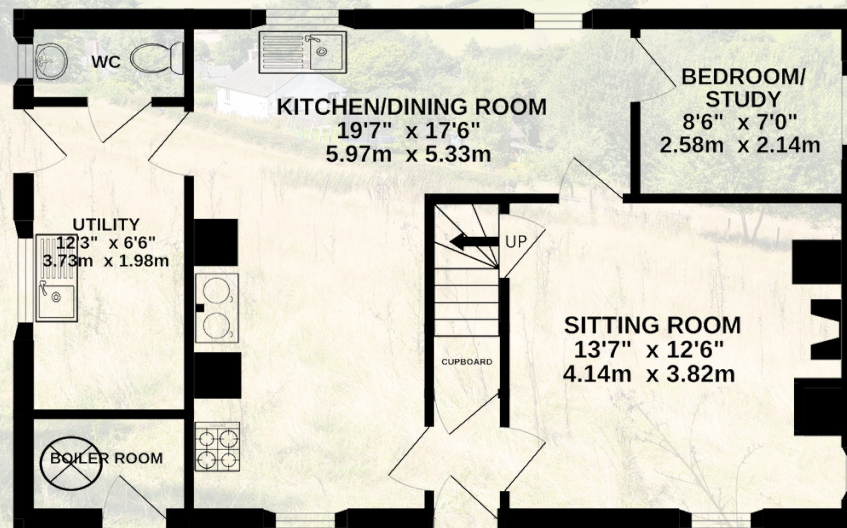 WC
KITCHEN/DINING ROOM
19'7" x 17'6"
5.97m x 5.33m
BEDROOM/
STUDY
8'6" x 7'0"
2.58m x 2.14m
UTILITY
12'3" x 6'6"
3.73m x 1.98m
UP
SITTING ROOM
13'7" x 12'6"
4.14m x 3.82m
CUPBOARD
BOILER ROOM